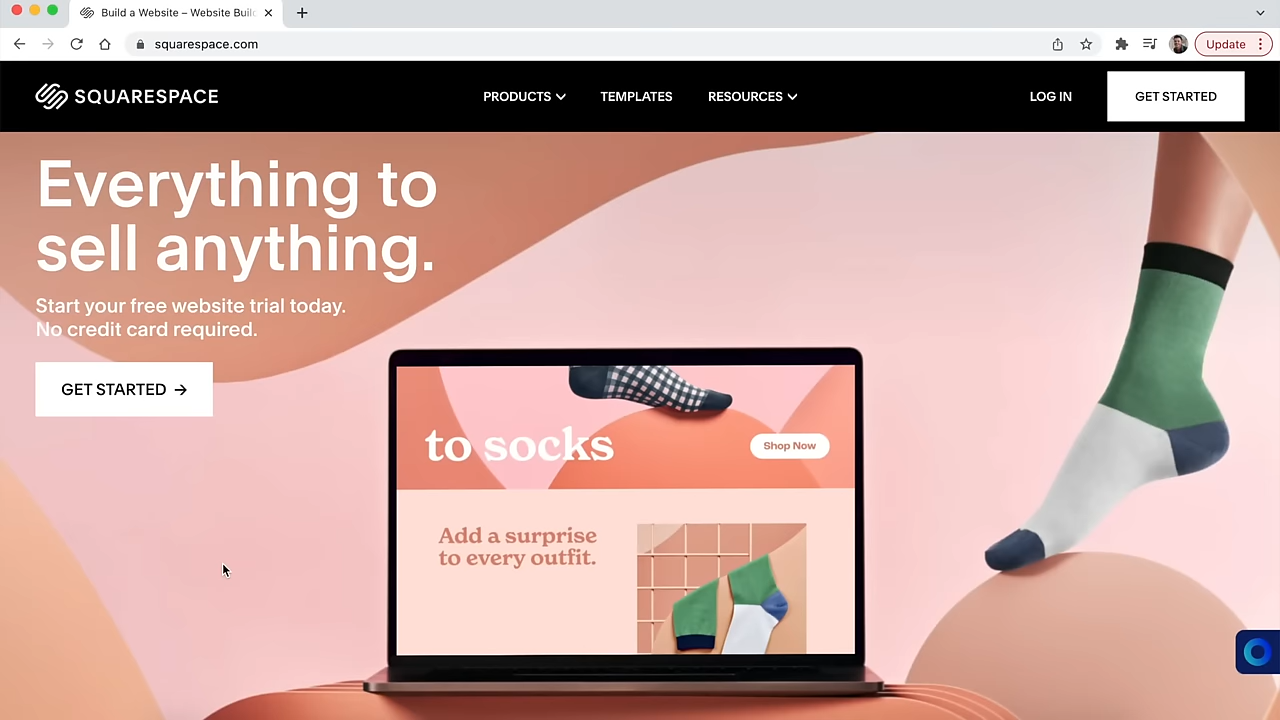 Build a Website – Website Buil
squarespace.com
Update
SQUARESPACE
PRODUCTS
TEMPLATES
RESOURCES
LOG IN
GET STARTED
Everything to
sell anything.
Start your free website trial today.
No credit card required.
GET STARTED →
to socks
Shop Now
Add a surprise
to every outfit.